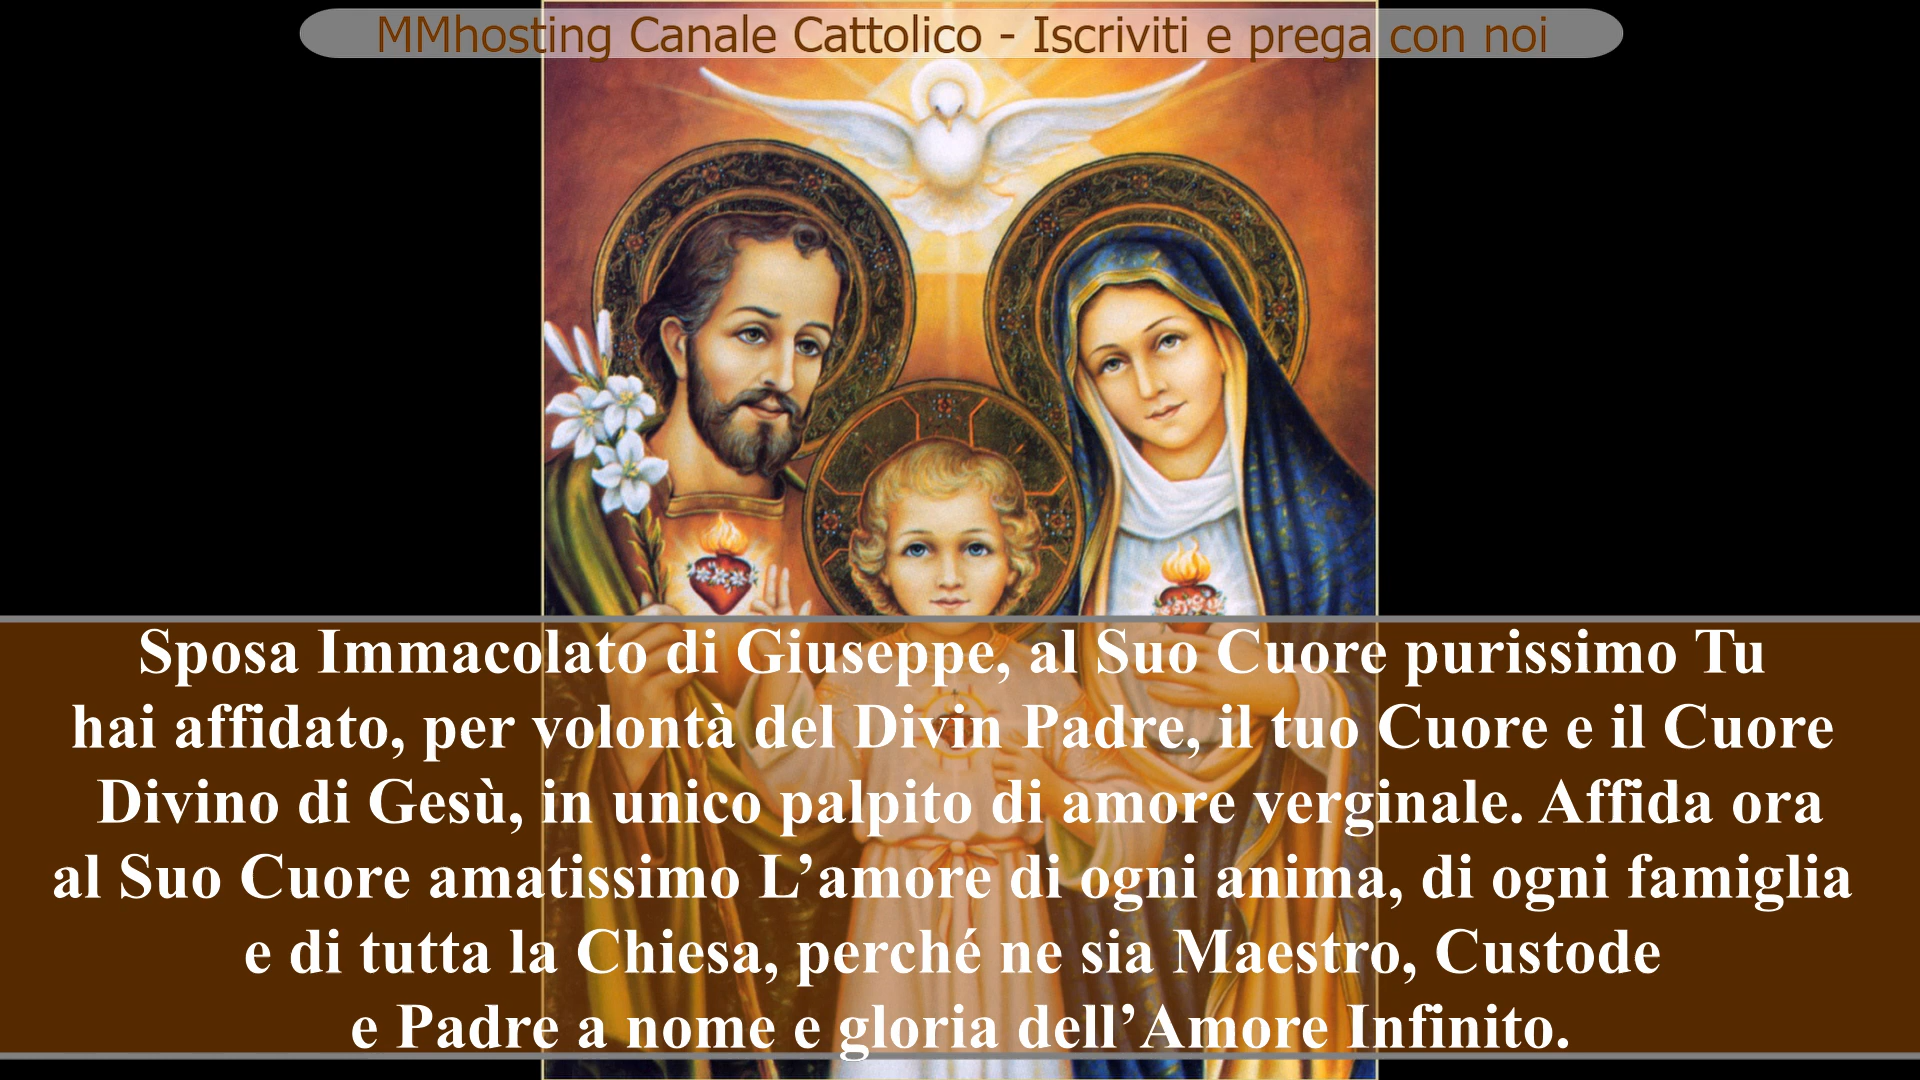 MMhosting Canale Cattolico - Iscriviti e prega con noi
Sposa Immacolato di Giuseppe, al Suo Cuore purissimo Tu
hai affidato, per volontà del Divin Padre, il tuo Cuore e il Cuore
Divino di Gesù, in unico palpito di amore verginale. Affida ora
al Suo Cuore amatissimo L’amore di ogni anima, di ogni famiglia
e di tutta la Chiesa, perché ne sia Maestro, Custode
e Padre a nome e gloria dell’Amore Infinito.